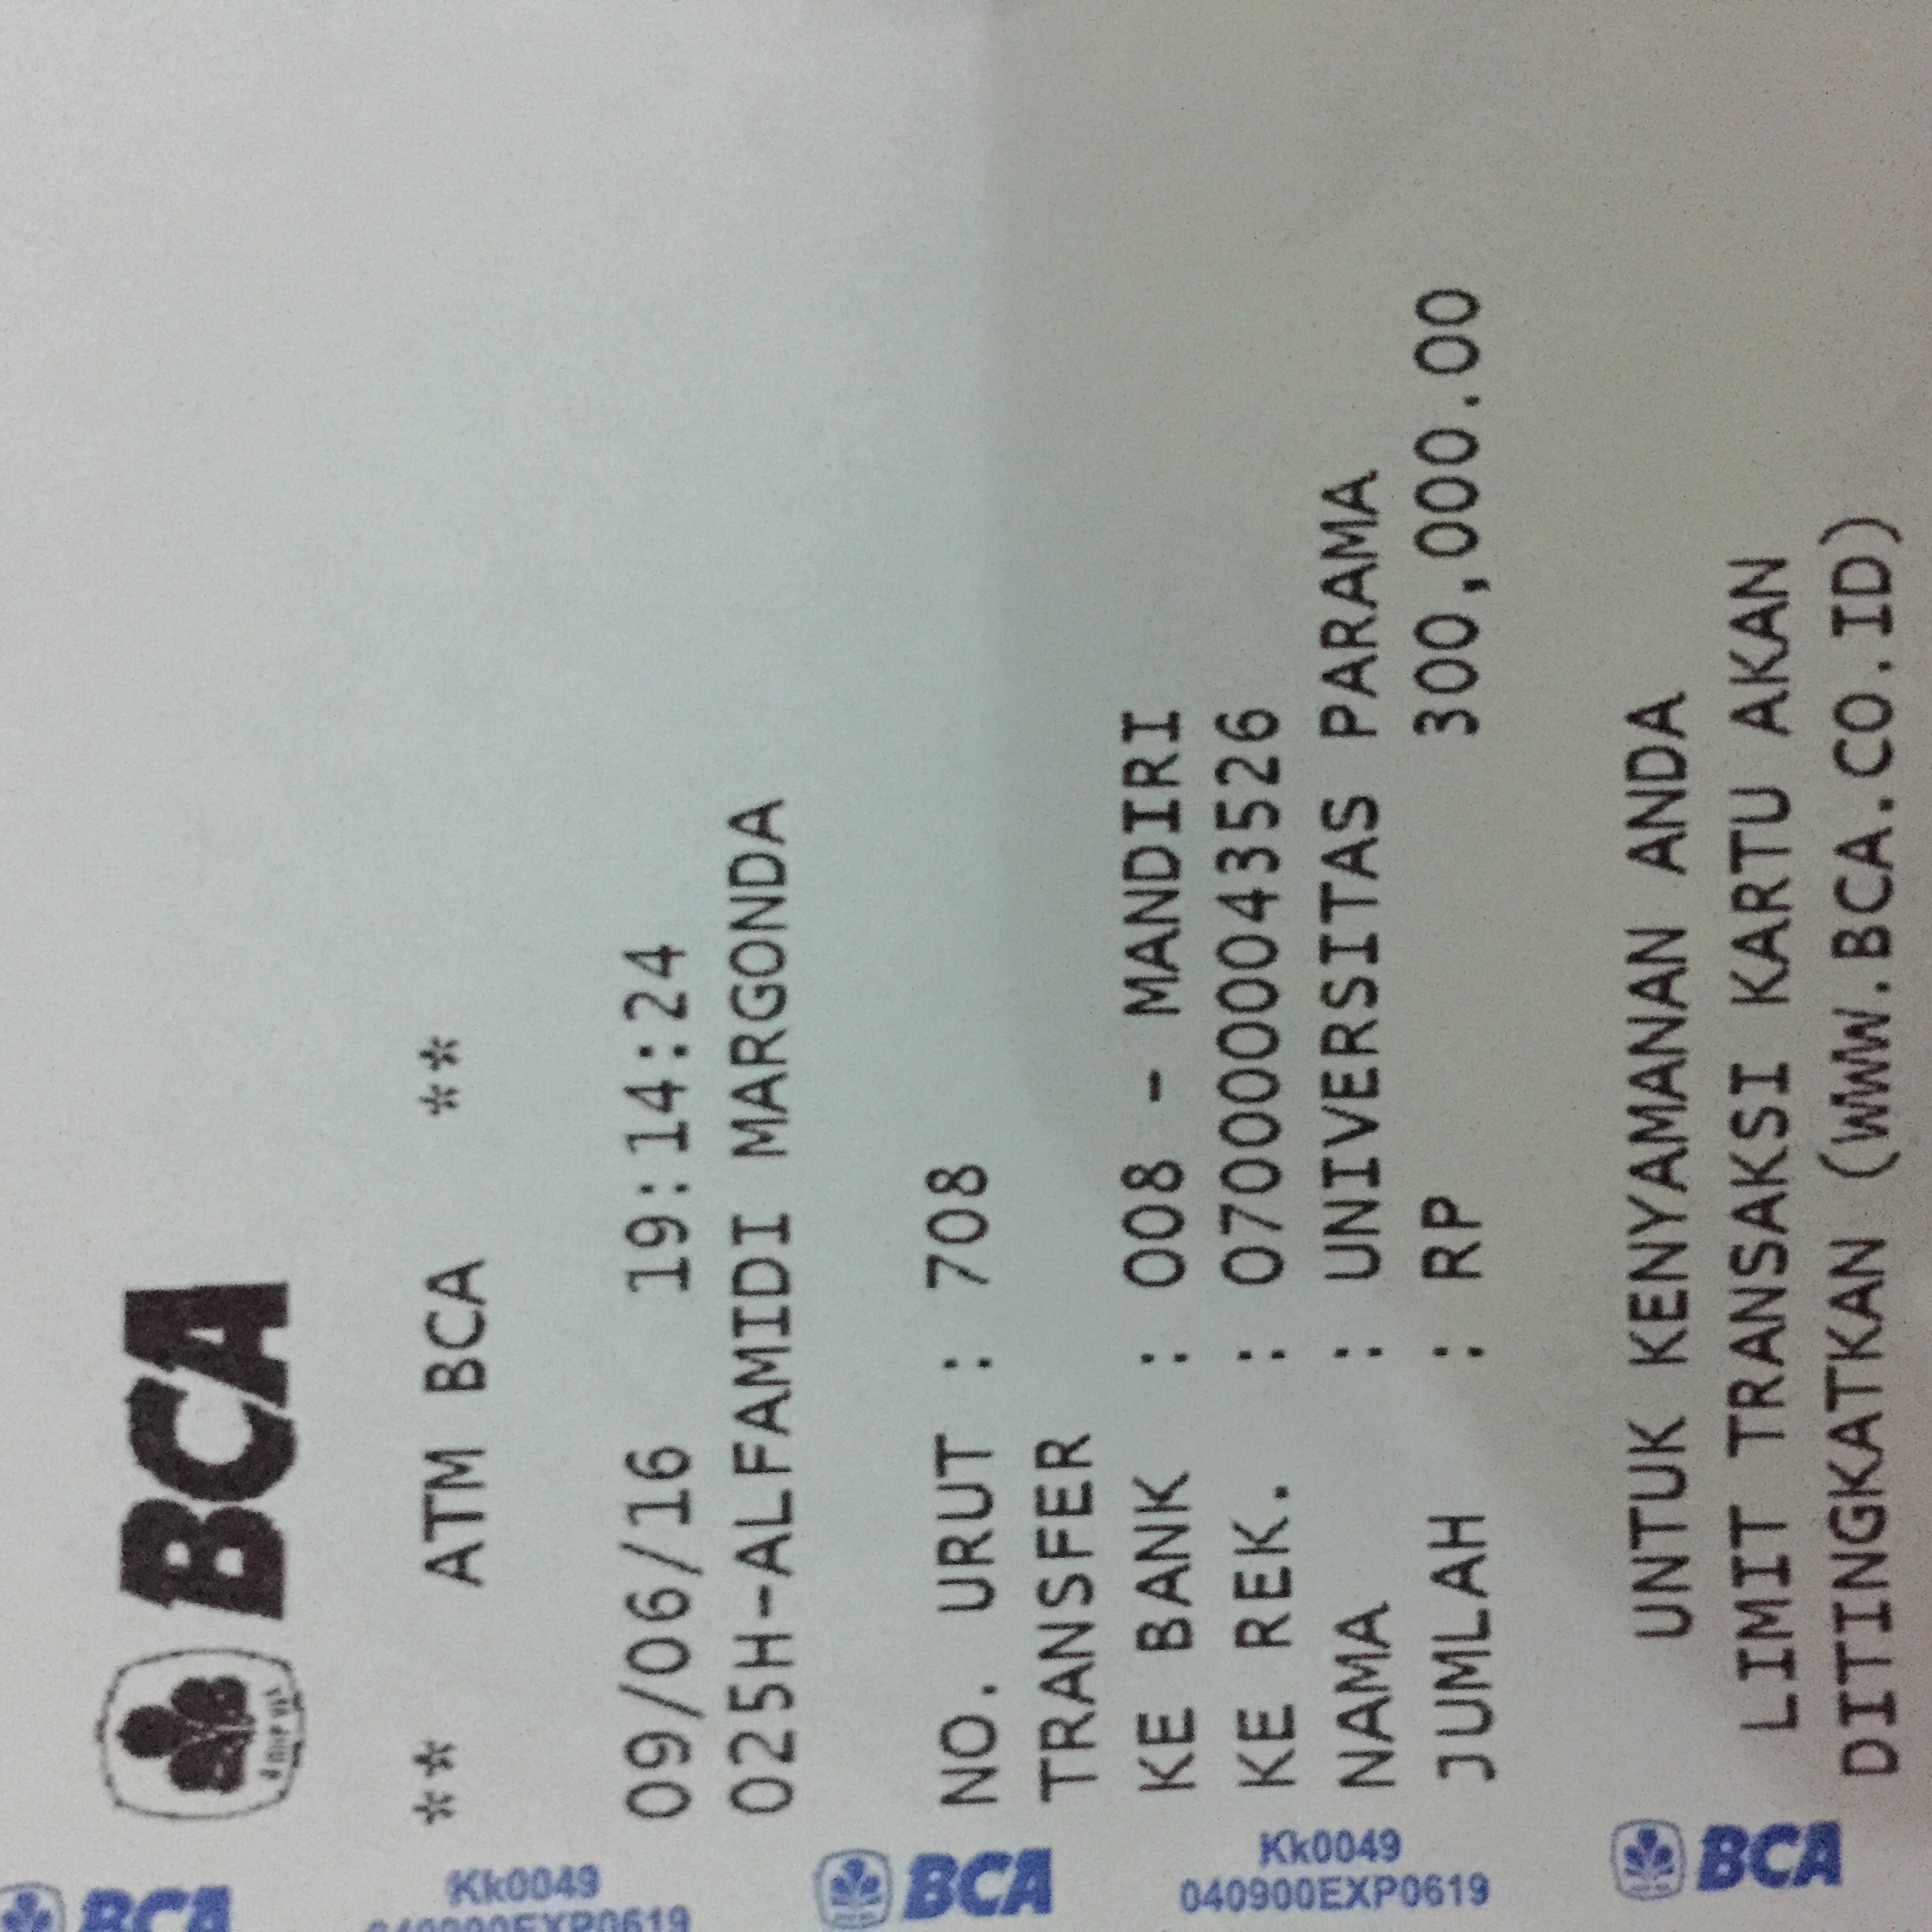 BCA
** ATM BCA **
09/06/16 19:14:24
025H-ALFAMIDI MARGONDA
NO. URUT : 708
TRANSFER
KE BANK : 008 - MANDIRI
KE REK. : 0700000043526
NAMA : UNIVERSITAS PARAMA
JUMLAH : RP 300,000.00
UNTUK KENYAMANAN ANDA
LIMIT TRANSAKSI KARTU AKAN
DITINGKATKAN (WWW.BCA.CO.ID)
BCA
Kk0049
BCA
Kk0049
040900EXP0619
BCA